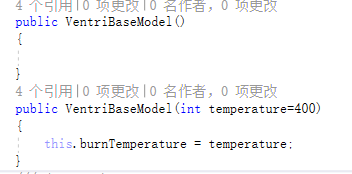 4 个引用|0 项更改|0 名作者，0 项更改
public VentriBaseModel()
{
}
4 个引用|0 项更改|0 名作者，0 项更改
public VentriBaseModel(int temperature=400)
{
this.burnTemperature = temperature;
}